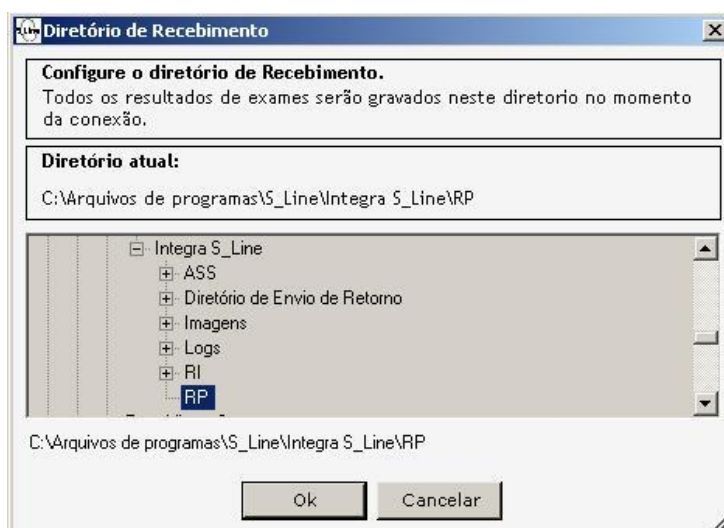 Diretório de Recebimento
Configure o diretório de Recebimento.
Todos os resultados de exames serão gravados neste diretorio no momento
da conexão.
Diretório atual:
C:\Arquivos de programas\S_Line\Integra S_Line\RP
Integra S_Line
ASS
Diretório de Envio de Retorno
Imagens
Logs
RI
RP
C:\Arquivos de programas\S_Line\Integra S_Line\RP
Ok Cancelar